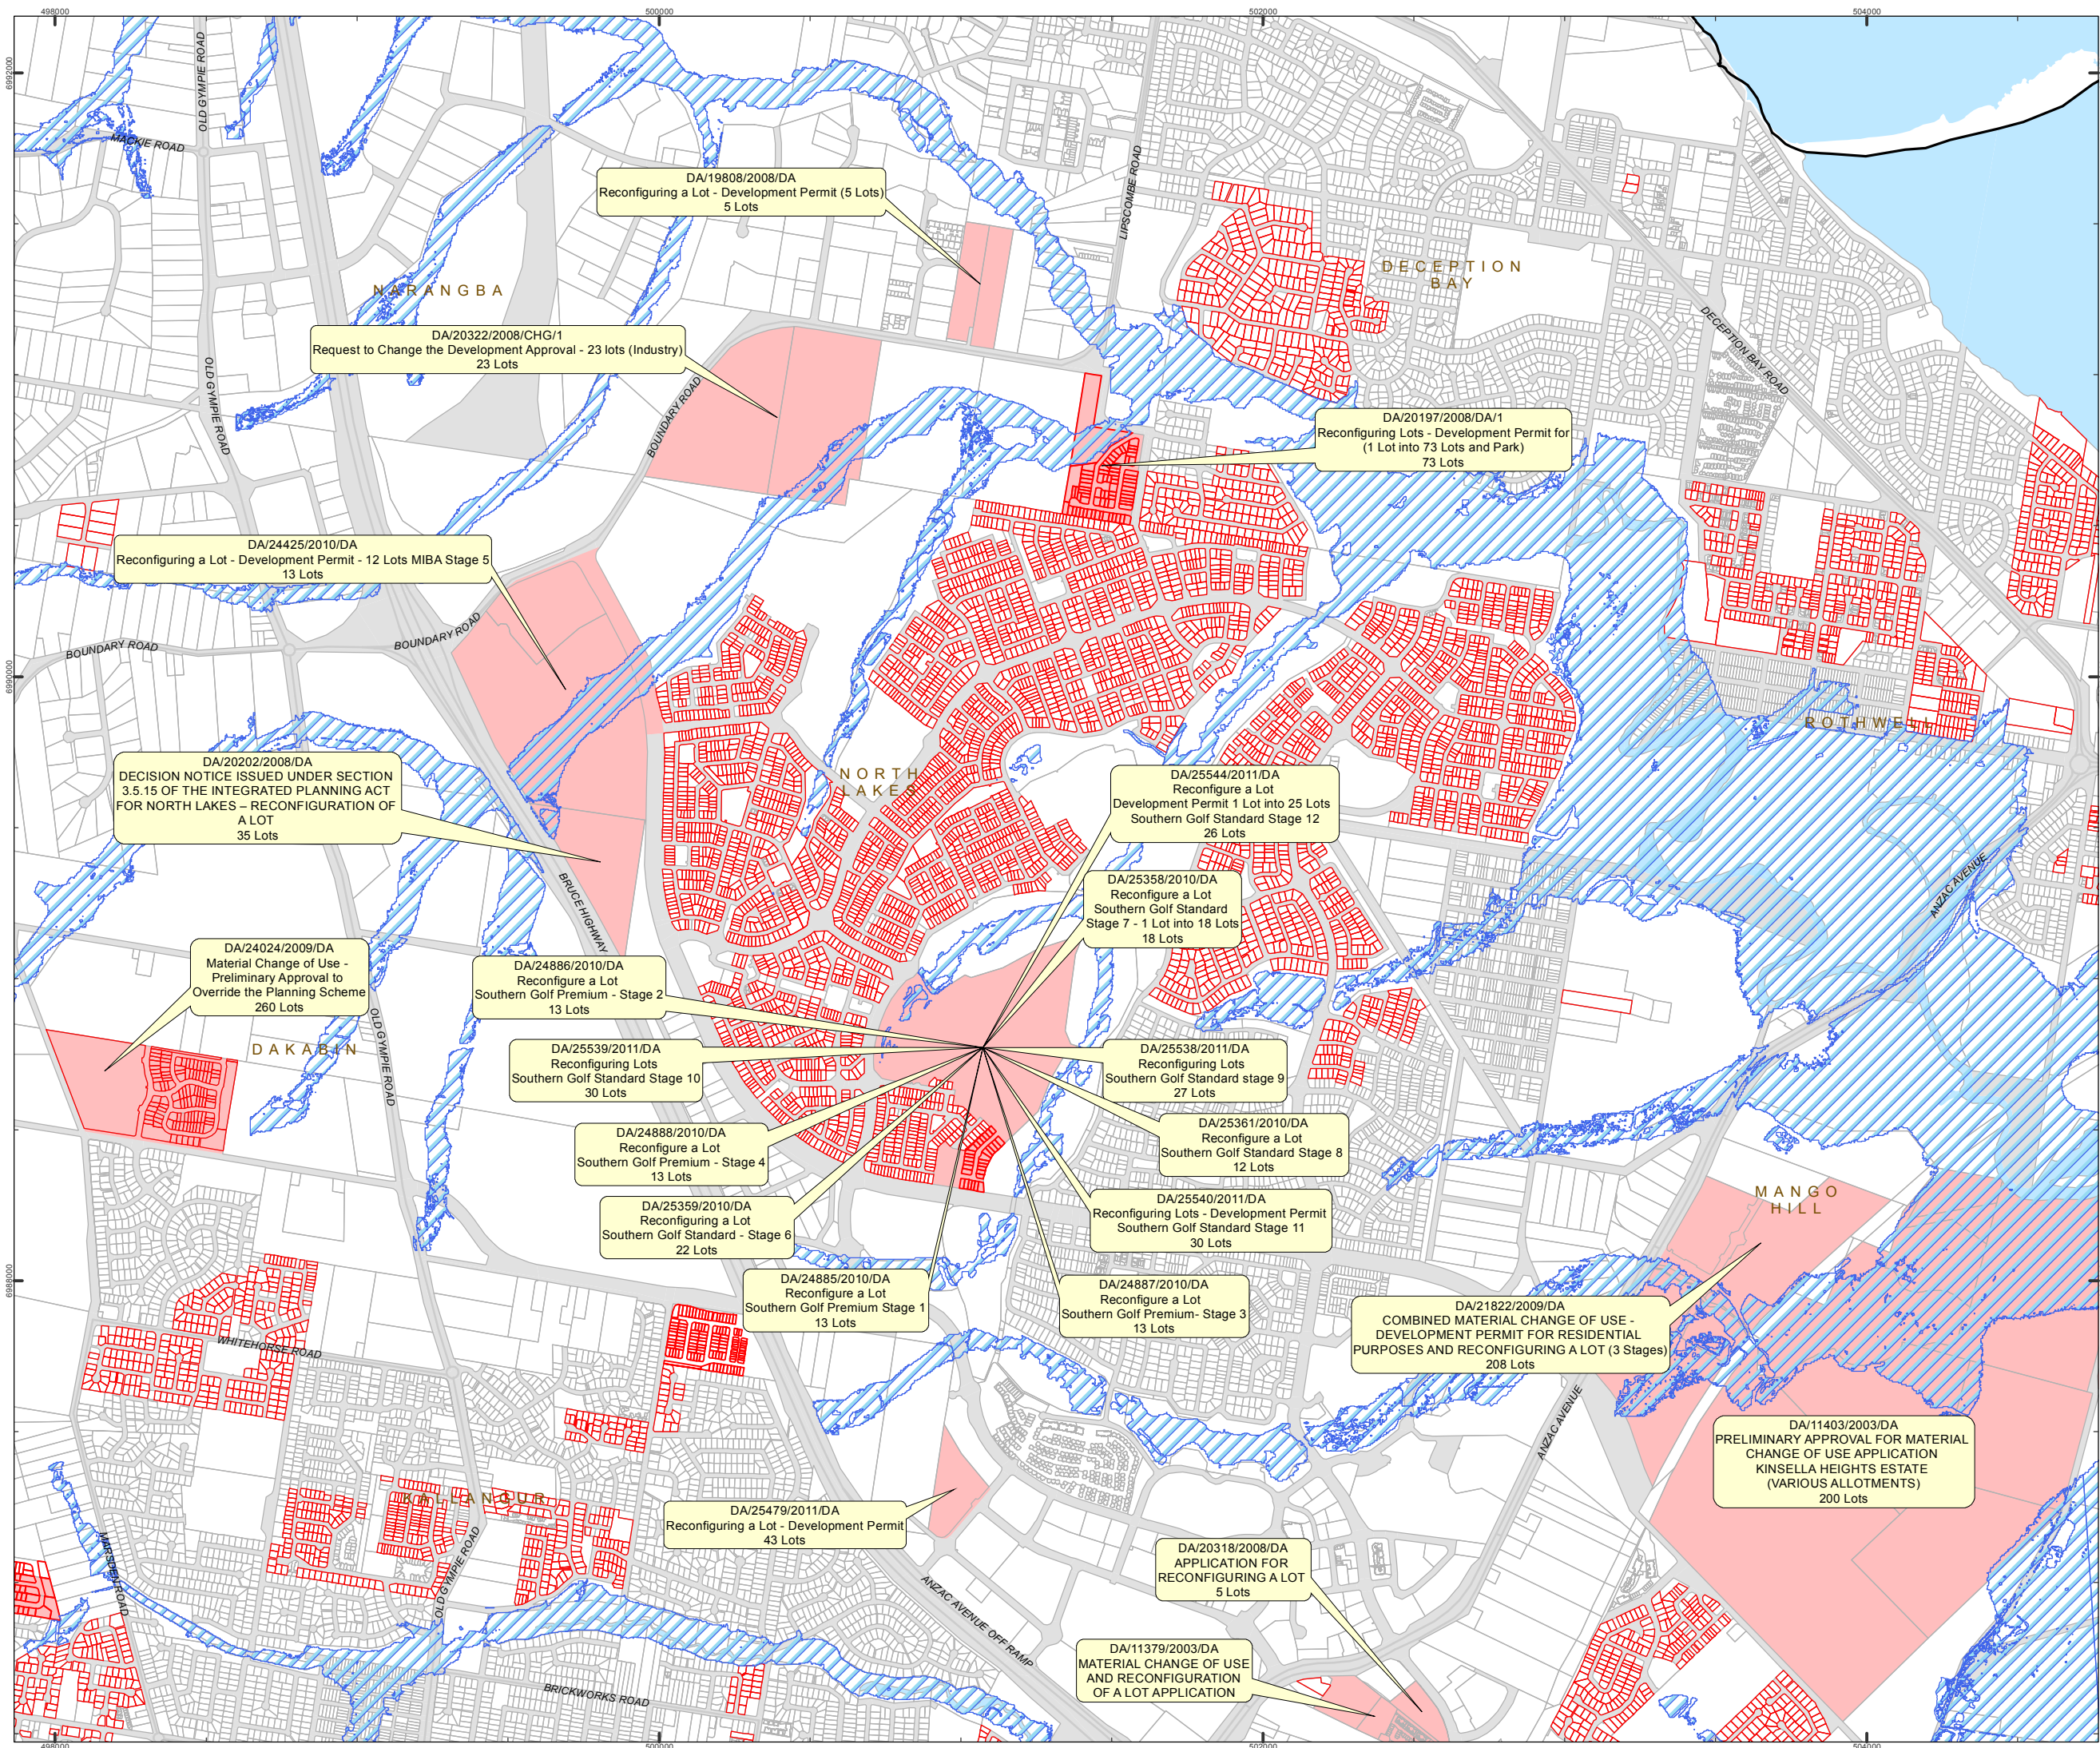 498000
500000
502000
504000
6992000
OLD GYMPIE ROAD
MACKIE ROAD
LIPSCOMBE ROAD
DA/19808/2008/DA
Reconfiguring a Lot - Development Permit (5 Lots)
5 Lots
NARANGBA
DECEPTION
BAY
DECEPTION BAY ROAD
DA/20322/2008/CHG/1
Request to Change the Development Approval - 23 lots (Industry)
23 Lots
OLD GYMPIE ROAD
BOUNDARY ROAD
DA/20197/2008/DA/1
Reconfiguring Lots - Development Permit for
(1 Lot into 73 Lots and Park)
73 Lots
DA/24425/2010/DA
Reconfiguring a Lot - Development Permit - 12 Lots MIBA Stage 5
13 Lots
BOUNDARY ROAD
BOUNDARY ROAD
6990000
ROTHWELL
DA/20202/2008/DA
DECISION NOTICE ISSUED UNDER SECTION
3.5.15 OF THE INTEGRATED PLANNING ACT
FOR NORTH LAKES – RECONFIGURATION OF
A LOT
35 Lots
NORTH
LAKES
DA/25544/2011/DA
Reconfigure a Lot
Development Permit 1 Lot into 25 Lots
Southern Golf Standard Stage 12
26 Lots
BRUCE HIGHWAY
ANZAC AVENUE
DA/25358/2010/DA
Reconfigure a Lot
Southern Golf Standard
Stage 7 - 1 Lot into 18 Lots
18 Lots
DA/24024/2009/DA
Material Change of Use -
Preliminary Approval to
Override the Planning Scheme
260 Lots
DA/24886/2010/DA
Reconfigure a Lot
Southern Golf Premium - Stage 2
13 Lots
DAKABIN
OLD GYMPIE ROAD
DA/25539/2011/DA
Reconfiguring Lots
Southern Golf Standard Stage 10
30 Lots
DA/25538/2011/DA
Reconfiguring Lots
Southern Golf Standard stage 9
27 Lots
DA/24888/2010/DA
Reconfigure a Lot
Southern Golf Premium - Stage 4
13 Lots
DA/25361/2010/DA
Reconfigure a Lot
Southern Golf Standard Stage 8
12 Lots
DA/25359/2010/DA
Reconfiguring a Lot
Southern Golf Standard - Stage 6
22 Lots
DA/25540/2011/DA
Reconfiguring Lots - Development Permit
Southern Golf Standard Stage 11
30 Lots
MANGO
HILL
6988000
DA/24885/2010/DA
Reconfigure a Lot
Southern Golf Premium Stage 1
13 Lots
DA/24887/2010/DA
Reconfigure a Lot
Southern Golf Premium- Stage 3
13 Lots
DA/21822/2009/DA
COMBINED MATERIAL CHANGE OF USE -
DEVELOPMENT PERMIT FOR RESIDENTIAL
PURPOSES AND RECONFIGURING A LOT (3 Stages)
208 Lots
WHITEHORSE ROAD
ANZAC AVENUE
DA/11403/2003/DA
PRELIMINARY APPROVAL FOR MATERIAL
CHANGE OF USE APPLICATION
KINSELLA HEIGHTS ESTATE
(VARIOUS ALLOTMENTS)
200 Lots
KALLANGUR
DA/25479/2011/DA
Reconfiguring a Lot - Development Permit
43 Lots
MARSDEN ROAD
OLD GYMPIE ROAD
ANZAC AVENUE OFF RAMP
DA/20318/2008/DA
APPLICATION FOR
RECONFIGURING A LOT
5 Lots
DA/11379/2003/DA
MATERIAL CHANGE OF USE
AND RECONFIGURATION
OF A LOT APPLICATION
BRICKWORKS ROAD
498000
500000
502000
504000